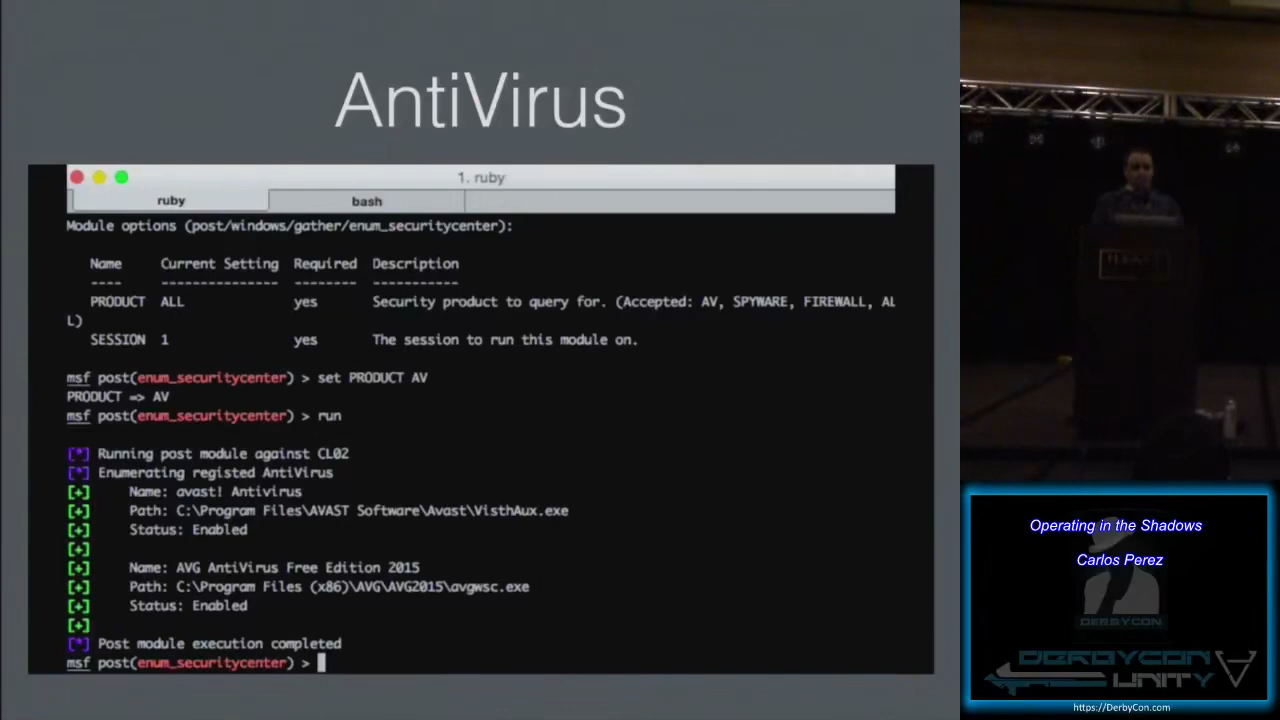 AntiVirus
1. ruby
ruby
bash
Module options (post/windows/gather/enum_securitycenter):
Name Current Setting Required Description
---- --------------- -------- -----------
PRODUCT ALL yes Security product to query for. (Accepted: AV, SPYWARE, FIREWALL, AL
L)
SESSION 1 yes The session to run this module on.
msf post(enum_securitycenter) > set PRODUCT AV
PRODUCT => AV
msf post(enum_securitycenter) > run
[*] Running post module against CL02
[*] Enumerating registed AntiVirus
[+] Name: avast! Antivirus
[+] Path: C:\Program Files\AVAST Software\Avast\VisthAux.exe
[+] Status: Enabled
[+]
[+] Name: AVG AntiVirus Free Edition 2015
[+] Path: C:\Program Files (x86)\AVG\AVG2015\avgwsc.exe
[+] Status: Enabled
[+]
[*] Post module execution completed
msf post(enum_securitycenter) >
Operating in the Shadows
Carlos Perez
DERBYCON
DERBYCON
UNITY
https://DerbyCon.com